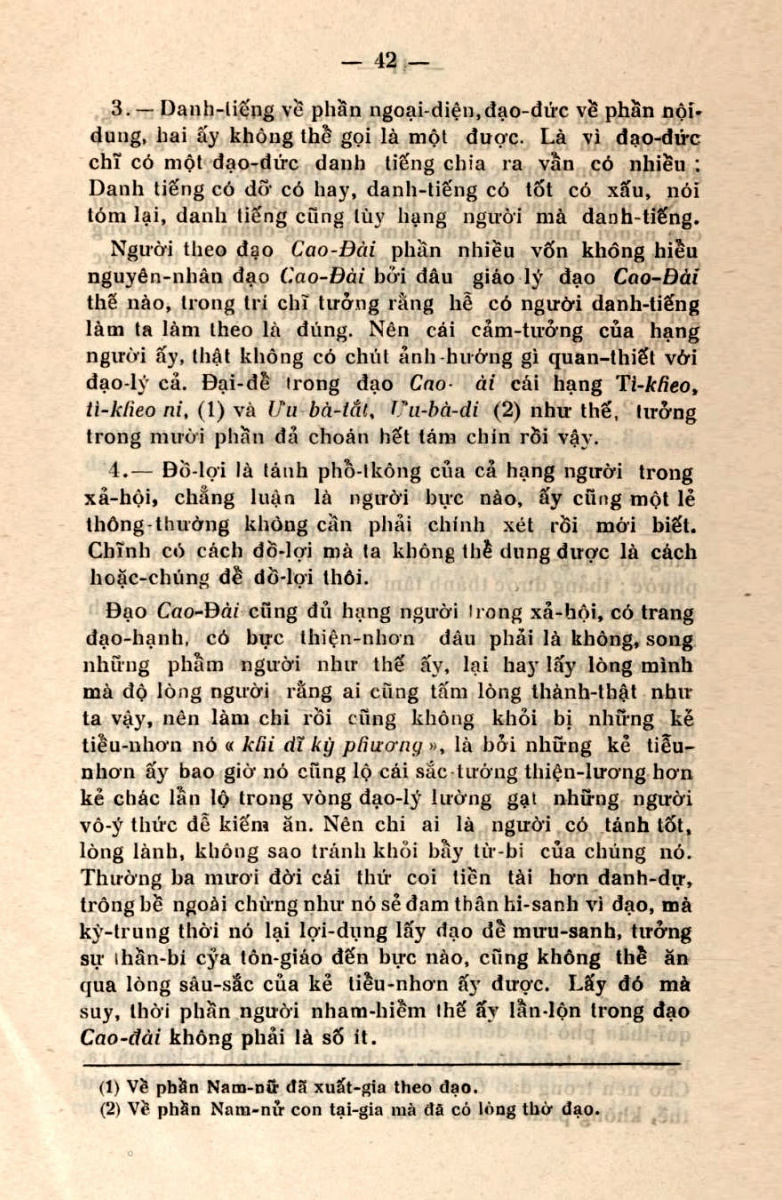 — 42 —
3. — Danh-tiếng về phần ngoại-diện, đạo-đức về phần nội-
dung, hai ấy không thể gọi là một được. Là vì đạo-đức
chĩ có một đạo-đức danh tiếng chia ra vẫn có nhiều :
Danh tiếng có dỡ có hay, danh-tiếng có tốt có xấu, nói
tóm lại, danh tiếng cũng tùy hạng người mà danh-tiếng.
Người theo đạo Cao-Đài phần nhiều vốn không hiểu
nguyên-nhân đạo Cao-Đài bởi đâu giáo lý đạo Cao-Đài
thế nào, trong trí chĩ tưởng rằng hễ có người danh-tiếng
làm ta làm theo là đúng. Nên cái cảm-tưởng của hạng
người ấy, thật không có chút ảnh-hưởng gì quan-thiết với
đạo-lý cả. Đại-đề trong đạo Cao- ài cái hạng Tì-kheo,
tì-kheo ni, (1) và Ưu bà-tắt, Ưu-bà-di (2) như thế, tưởng
trong mười phần đả choán hết tám chín rồi vậy.
4.— Đồ-lợi là tánh phổ-tkông của cả hạng người trong
xả-hội, chẳng luận là người bực nào, ấy cũng một lẻ
thông-thường không cần phải chính xét rồi mới biết.
Chĩnh có cách đồ-lợi mà ta không thể dung được là cách
hoặc-chúng để đồ-lợi thôi.
Đạo Cao-Đài cũng đủ hạng người trong xả-hội, có trang
đạo-hạnh, có bực thiện-nhơn đâu phải là không, song
những phẩm người như thế ấy, lại hay lấy lòng mình
mà độ lòng người rằng ai cũng tấm lòng thành-thật như
ta vậy, nên làm chi rồi cũng không khỏi bị những kẻ
tiểu-nhơn nó « khi dĩ kỳ phương », là bởi những kẻ tiễu-
nhơn ấy bao giờ nó cũng lộ cái sắc-tướng thiện-lương hơn
kẻ chác lẩn lộ trong vòng đạo-lý lường gạt những người
vô-ý thức dễ kiếm ăn. Nên chi ai là người có tánh tốt,
lòng lành, không sao tránh khỏi bầy từ-bi của chúng nó.
Thường ba mươi đời cái thứ coi tiền tài hơn danh-dự,
trông bề ngoài chừng như nó sẻ đam thân hi-sanh vì đạo, mà
kỳ-trung thời nó lại lợi-dụng lấy đạo để mưu-sanh, tưởng
sự thần-bí cỷa tôn-giáo đến bực nào, cũng không thể ăn
qua lòng sâu-sắc của kẻ tiều-nhơn ấy được. Lấy đó mà
suy, thời phần người nham-hiểm thế ấy lẩn-lộn trong đạo
Cao-đài không phải là số ít.
(1) Về phần Nam-nữ đã xuất-gia theo đạo.
(2) Về phần Nam-nử con tại-gia mà đã có lòng thờ đạo.